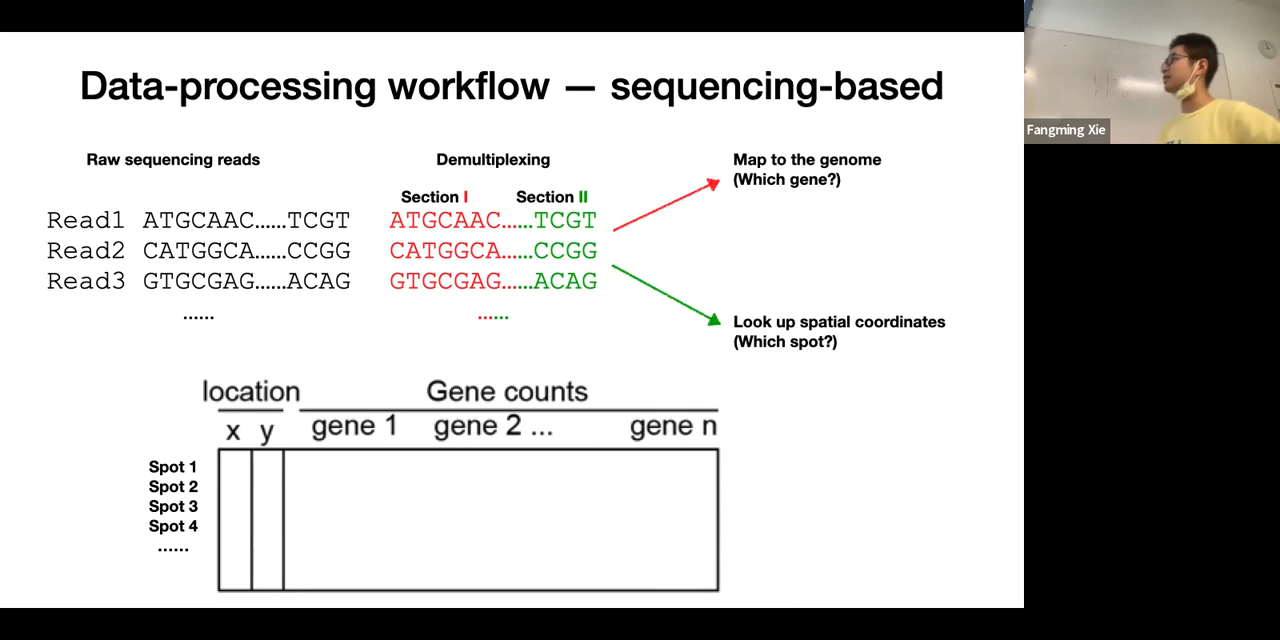 Data-processing workflow — sequencing-based
Fangming Xie
Raw sequencing reads
Demultiplexing
Map to the genome
(Which gene?)
Section I
Section II
Read1 ATGCAAC......TCGT
ATGCAAC......TCGT
Read2 CATGGCA......CCGG
CATGGCA......CCGG
Read3 GTGCGAG......ACAG
GTGCGAG......ACAG
......
......
Look up spatial coordinates
(Which spot?)
location
Gene counts
x y gene 1 gene 2 ... gene n
Spot 1
Spot 2
Spot 3
Spot 4
......